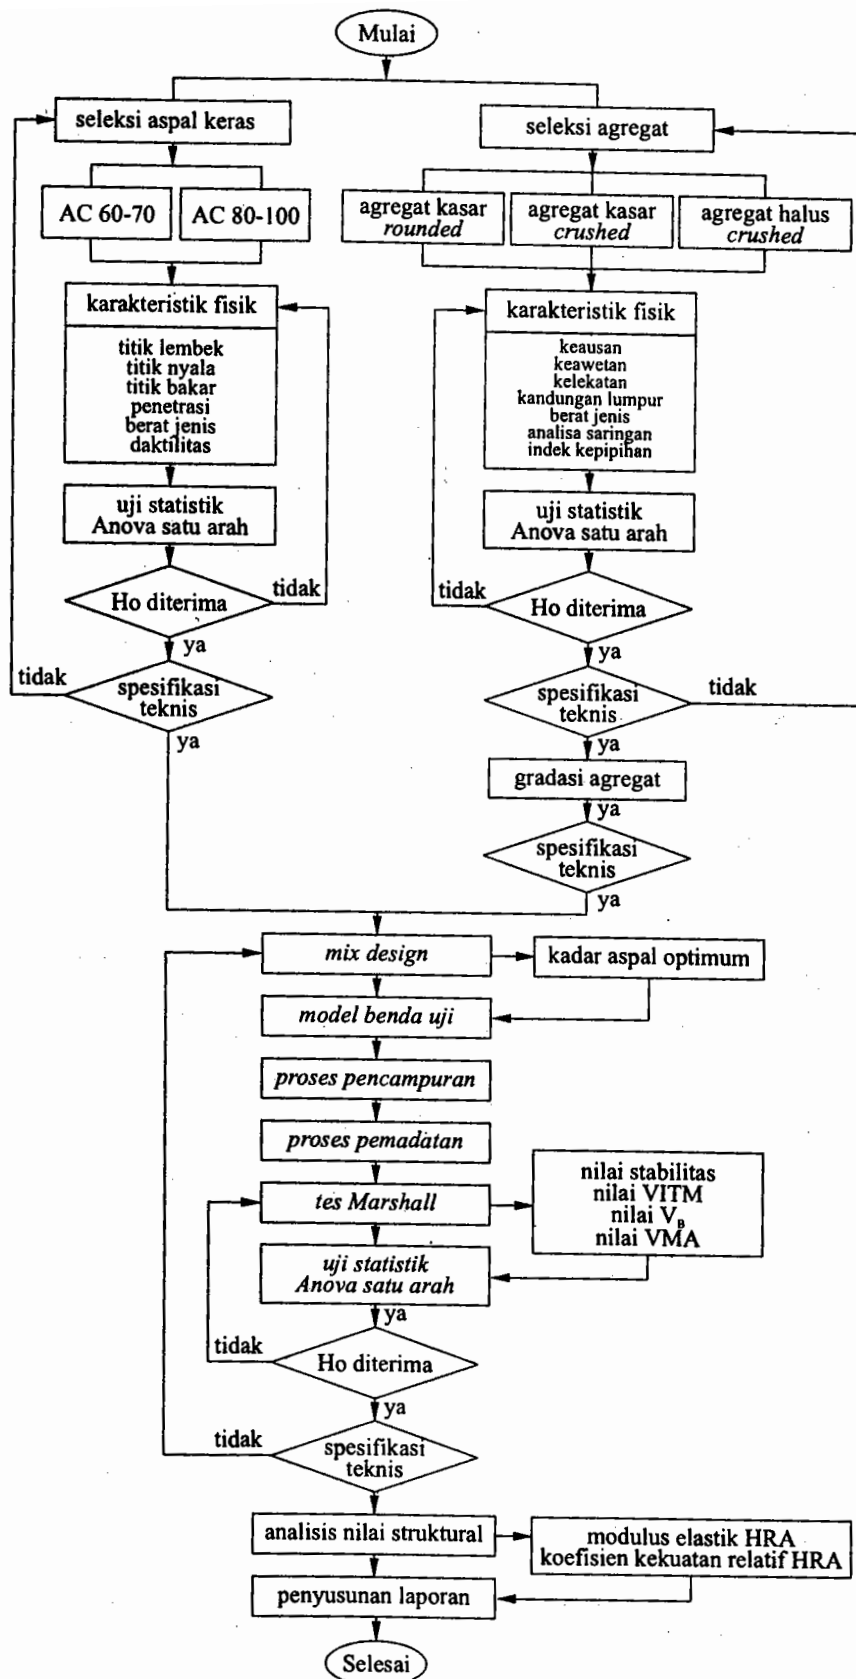 Mulai
seleksi aspal keras
AC 60-70
AC 80-100
karakteristik fisik
titik lembek
titik nyala
titik bakar
penetrasi
berat jenis
daktilitas
uji statistik
Anova satu arah
Ho diterima
tidak
ya
spesifikasi
teknis
tidak
ya
seleksi agregat
agregat kasar
rounded
agregat kasar
crushed
agregat halus
crushed
karakteristik fisik
keausan
keawetan
kelekatan
kandungan lumpur
berat jenis
analisa saringan
indek kepipihan
uji statistik
Anova satu arah
tidak
Ho diterima
ya
spesifikasi
teknis
tidak
ya
gradasi agregat
ya
spesifikasi
teknis
ya
mix design
kadar aspal optimum
model benda uji
proses pencampuran
proses pemadatan
tes Marshall
nilai stabilitas
nilai VITM
nilai V_B
nilai VMA
uji statistik
Anova satu arah
ya
tidak
Ho diterima
ya
tidak
spesifikasi
teknis
analisis nilai struktural
modulus elastik HRA
koefisien kekuatan relatif HRA
penyusunan laporan
Selesai